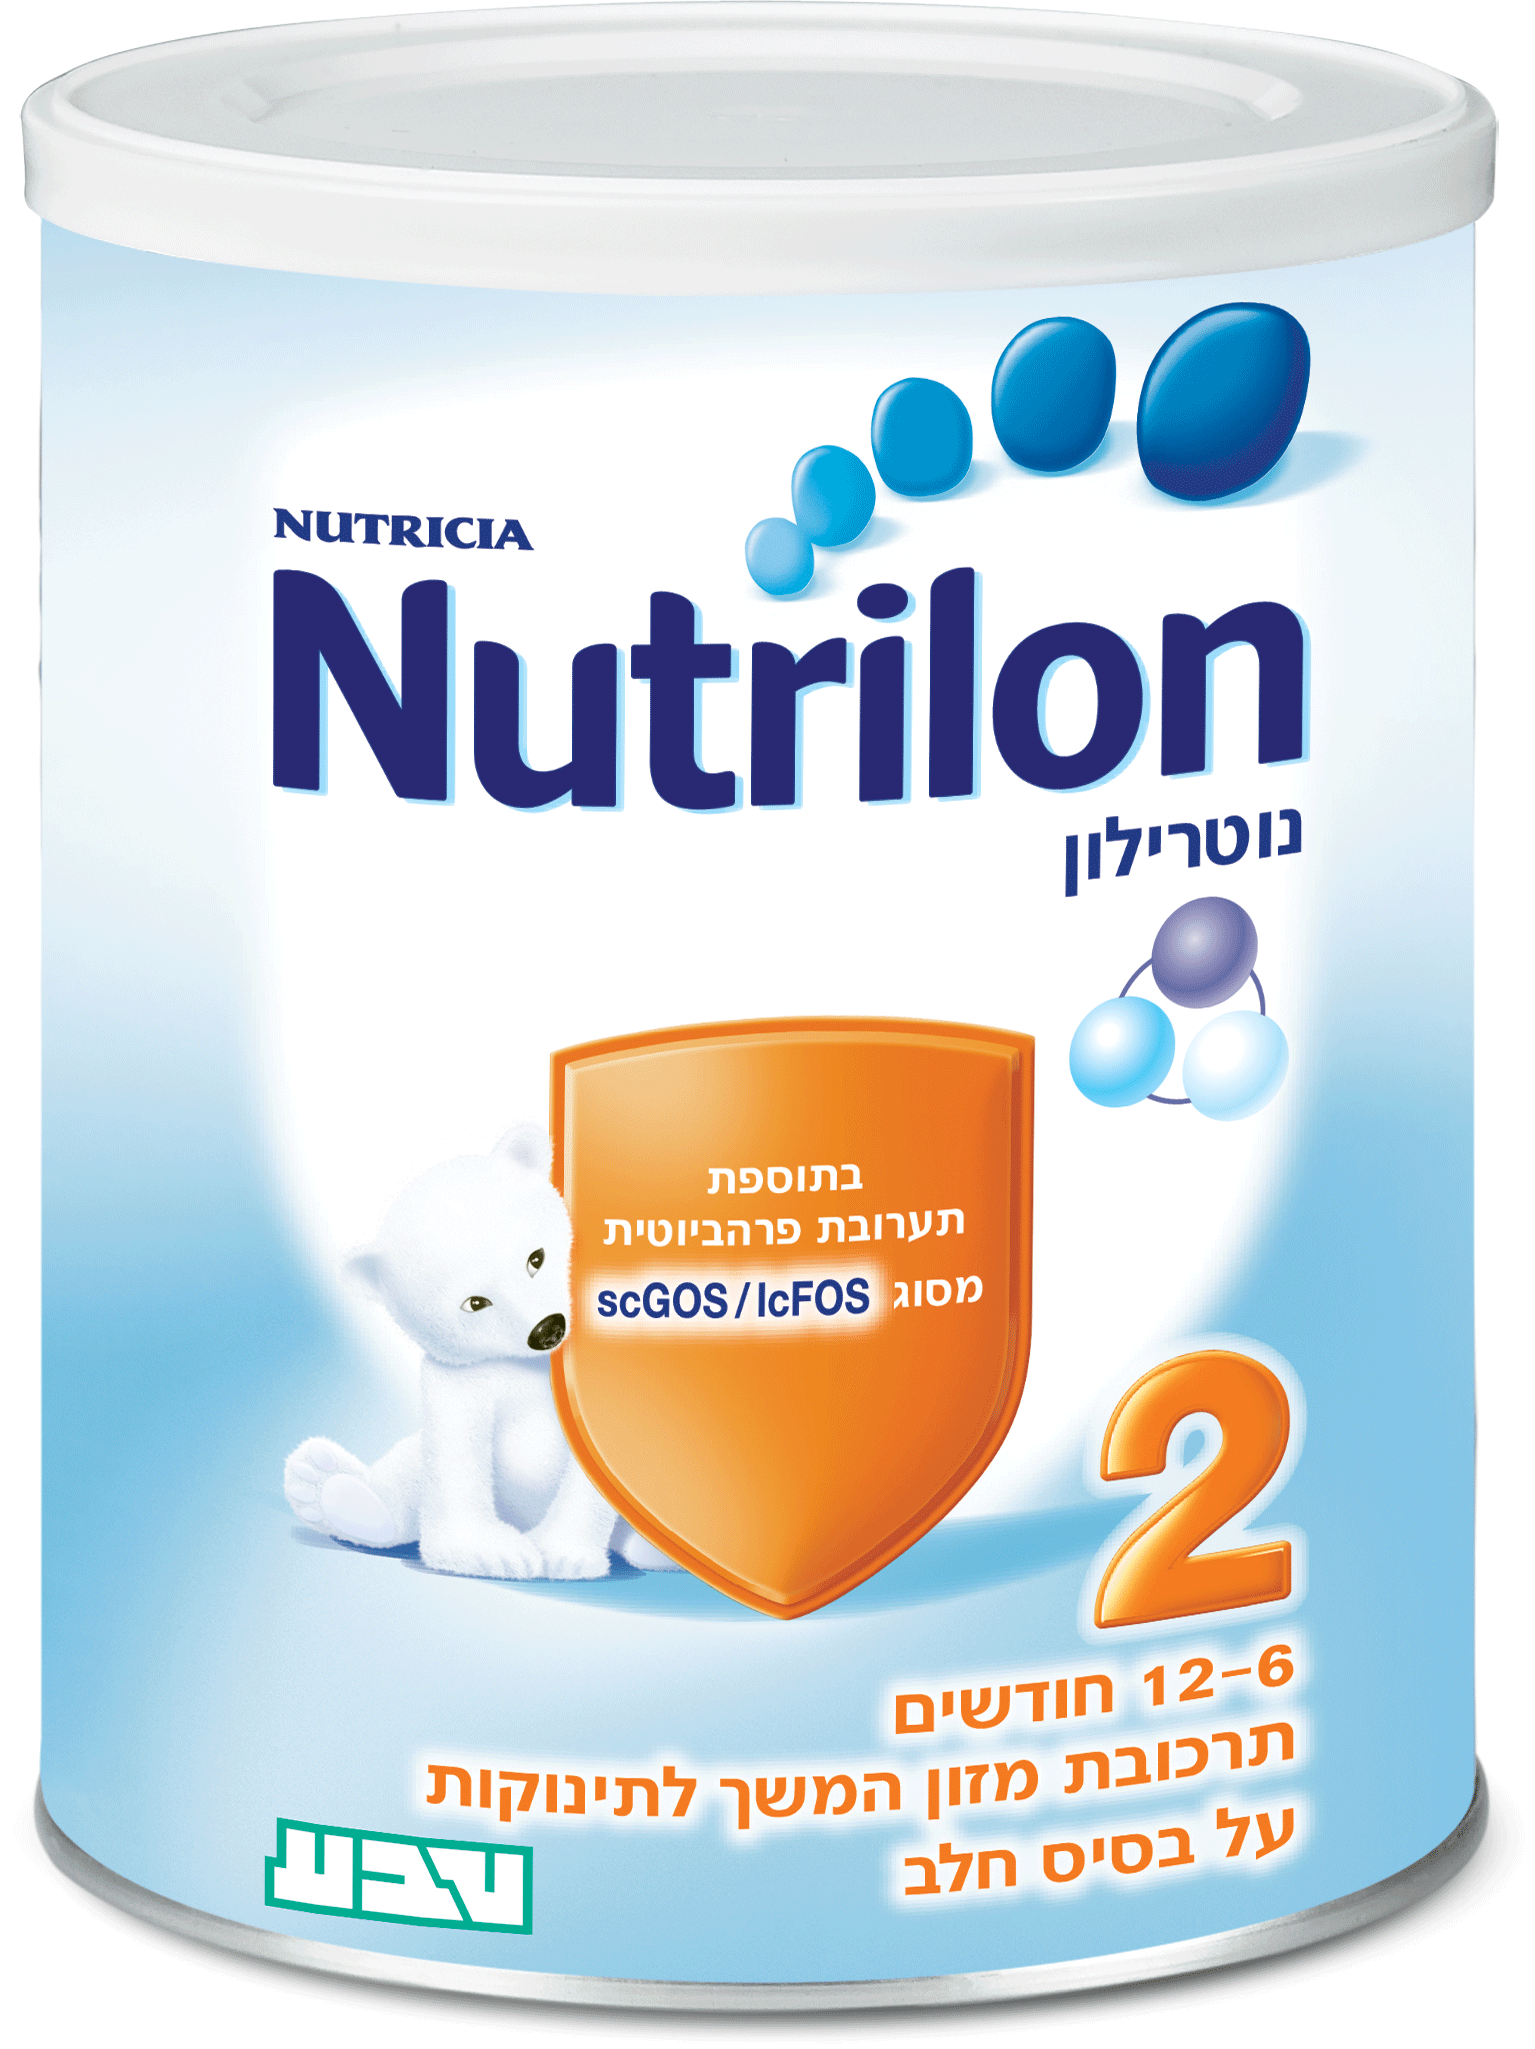 NUTRICIA
Nutrilon
נוטרילון
בתוספת
תערובת פרהביוטית
מסוג scGOS/lcFOS
2
6–12 חודשים
תרכובת מזון המשך לתינוקות
על בסיס חלב
טבע